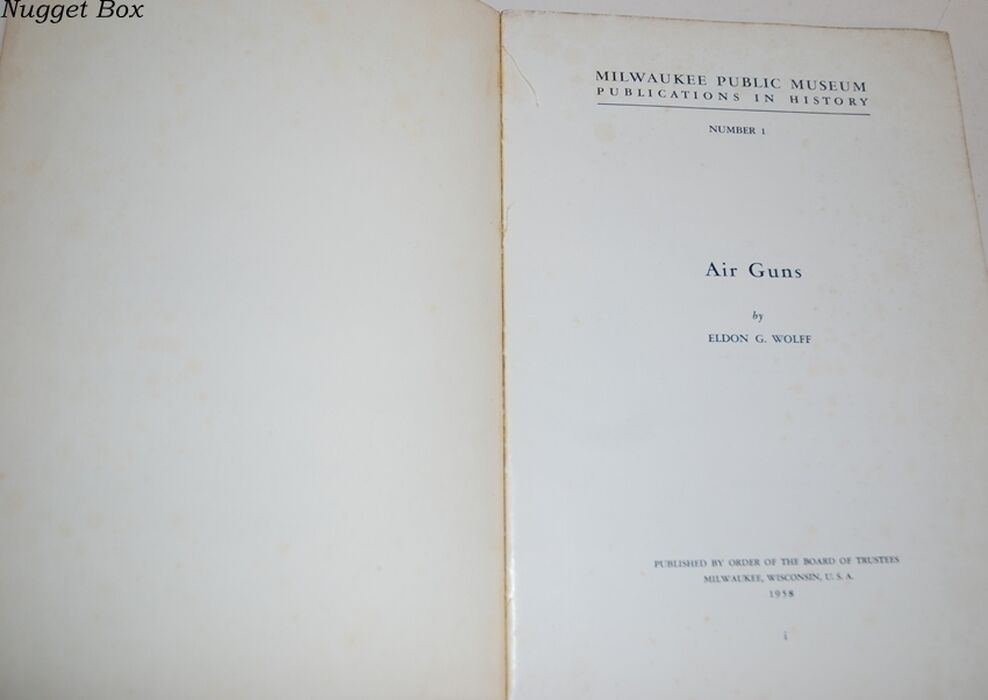 Nugget Box
MILWAUKEE PUBLIC MUSEUM
PUBLICATIONS IN HISTORY
NUMBER 1
Air Guns
by
ELDON G. WOLFF
PUBLISHED BY ORDER OF THE BOARD OF TRUSTEES
MILWAUKEE, WISCONSIN, U. S. A.
1958
i